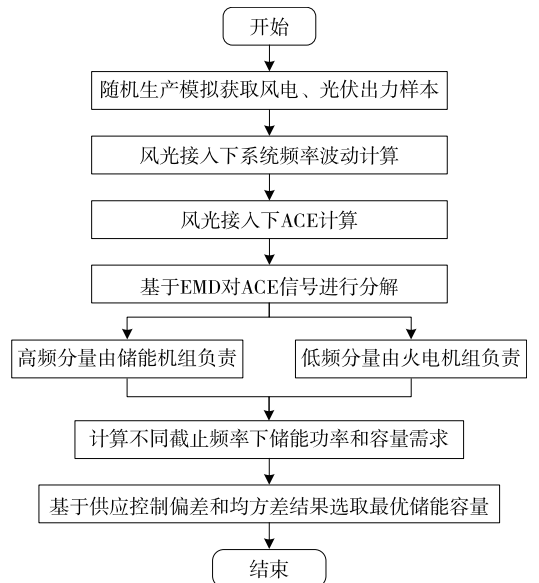 开始
随机生产模拟获取风电、光伏出力样本
风光接入下系统频率波动计算
风光接入下ACE计算
基于EMD对ACE信号进行分解
高频分量由储能机组负责
低频分量由火电机组负责
计算不同截止频率下储能功率和容量需求
基于供应控制偏差和均方差结果选取最优储能容量
结束